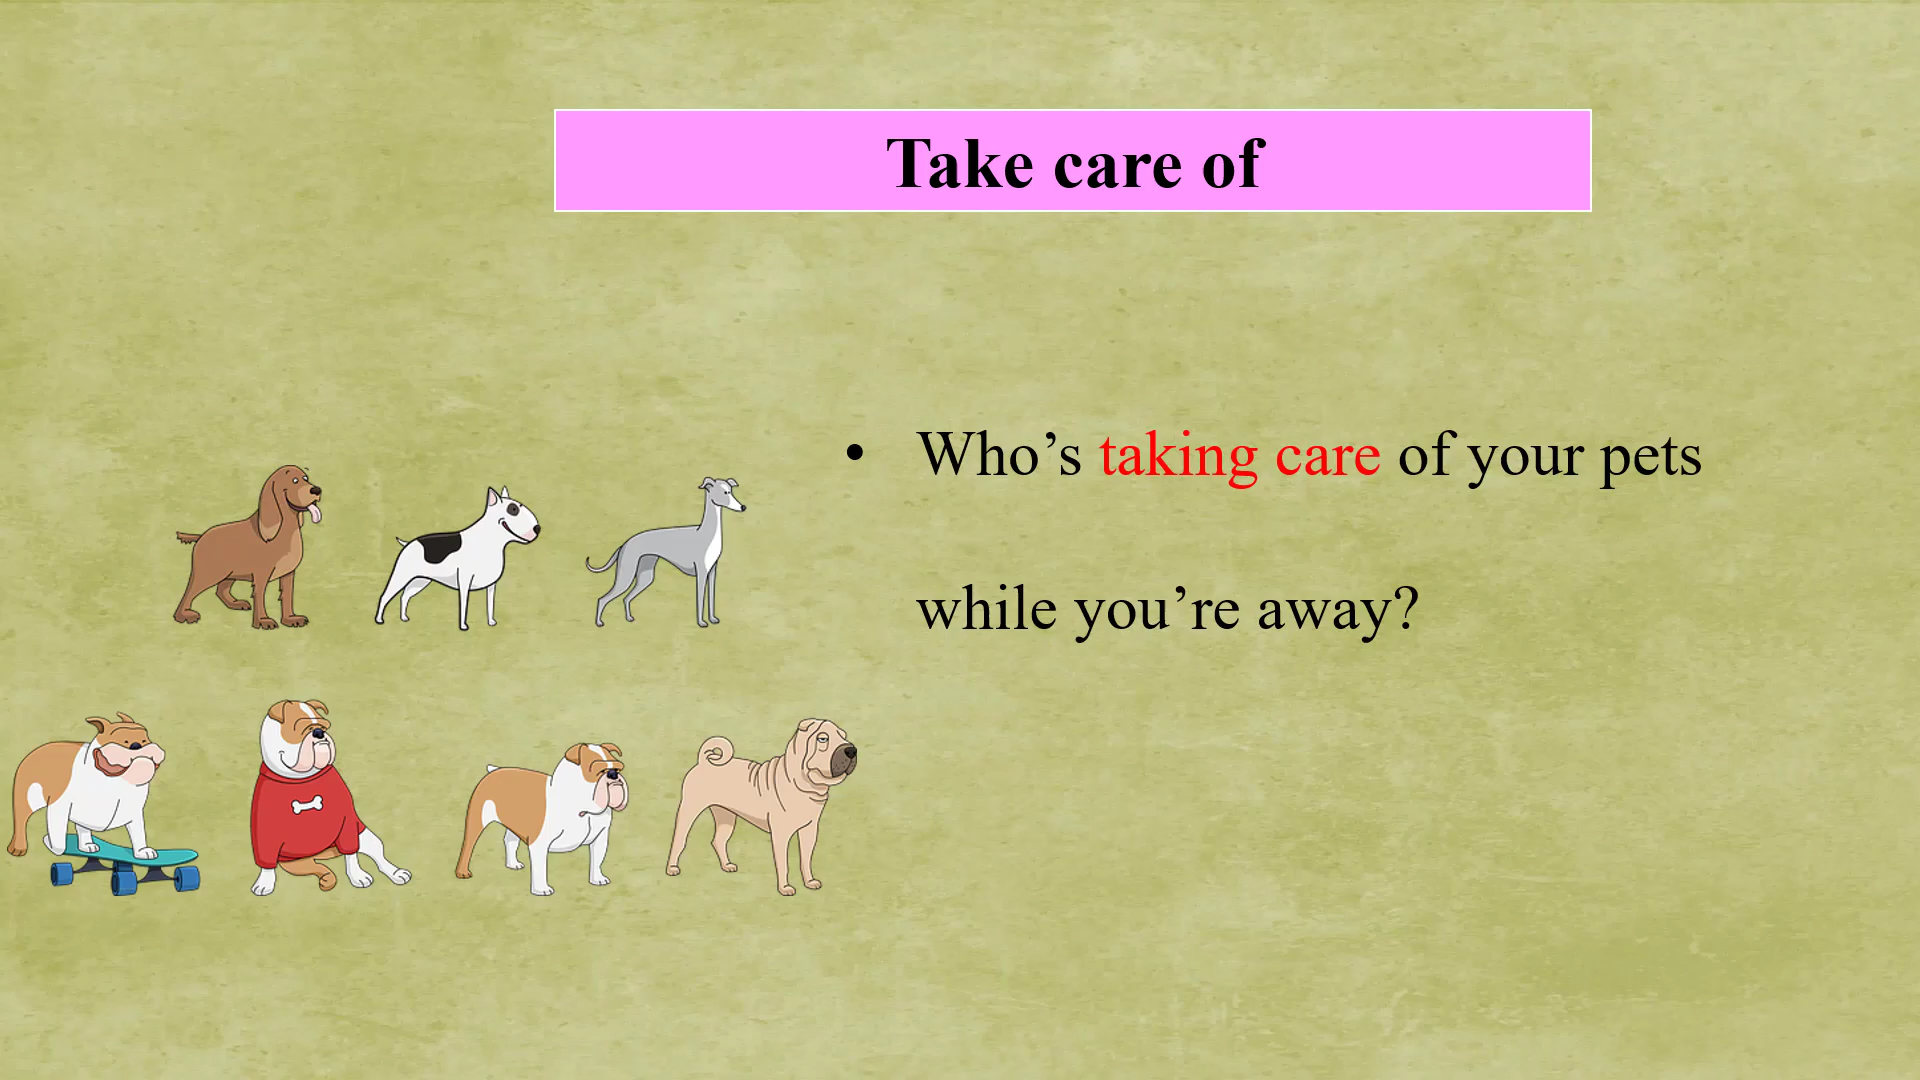 Take care of
• Who’s taking care of your pets
while you’re away?